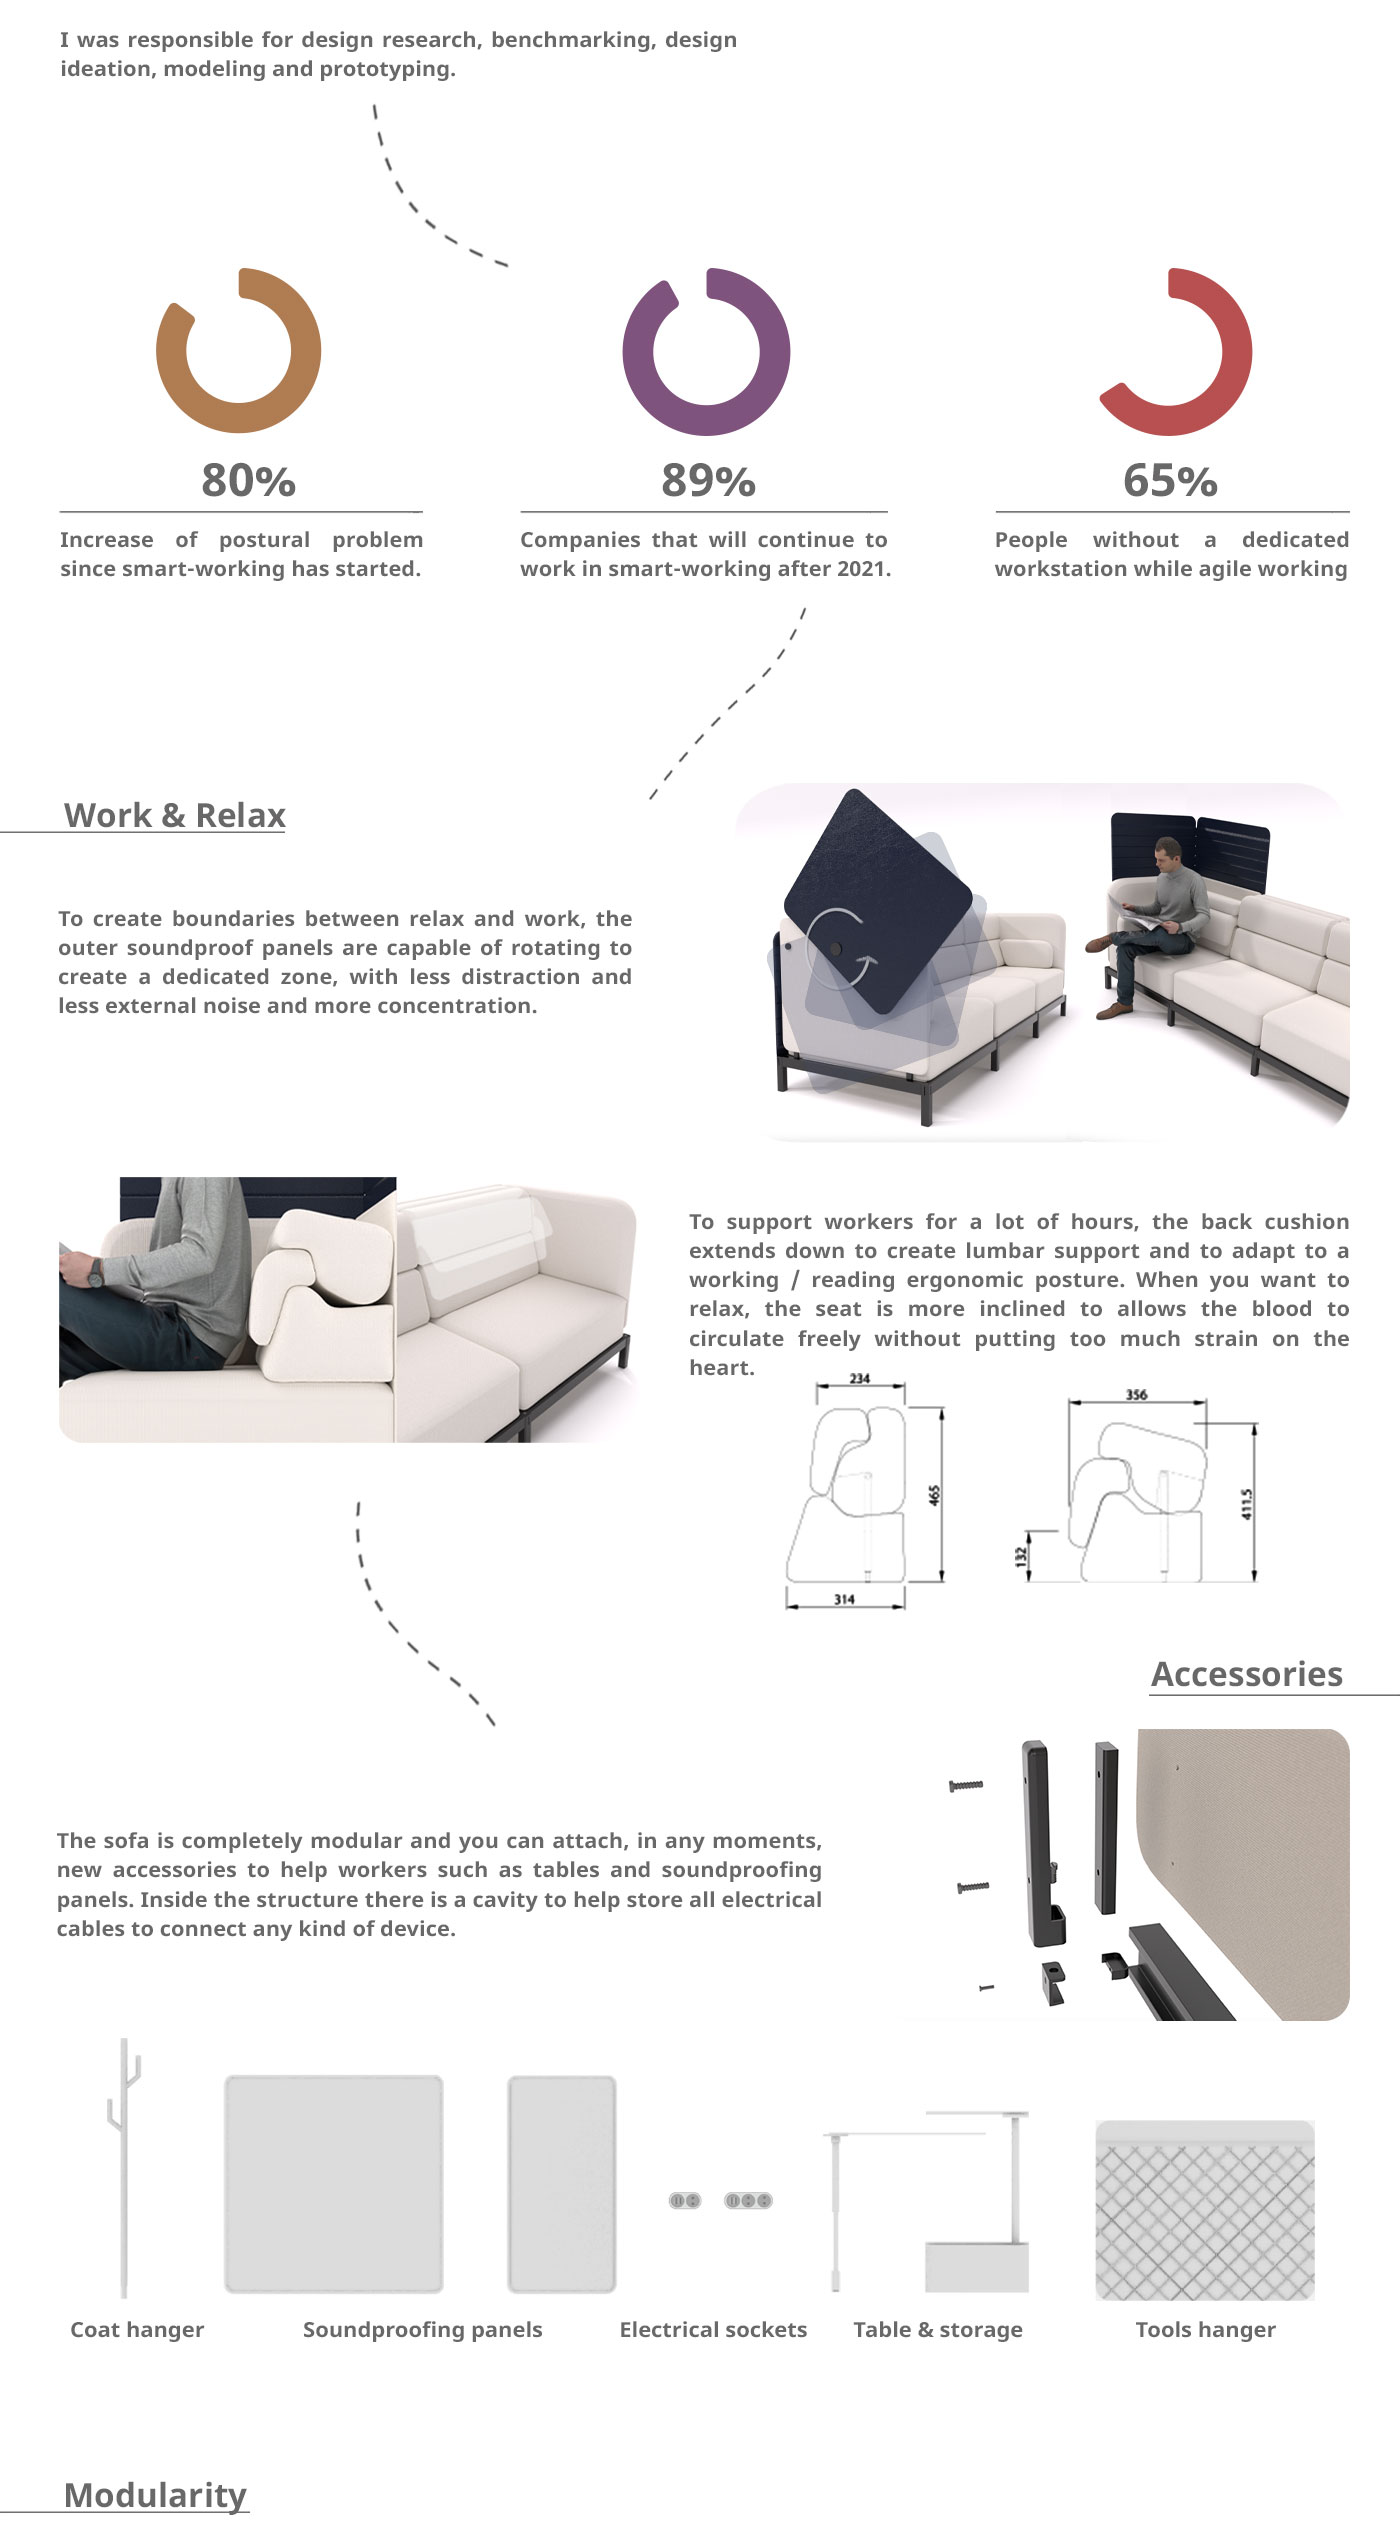 I was responsible for design research, benchmarking, design
ideation, modeling and prototyping.
80%
Increase of postural problem
since smart-working has started.
89%
Companies that will continue to
work in smart-working after 2021.
65%
People without a dedicated
workstation while agile working
Work & Relax
To create boundaries between relax and work, the
outer soundproof panels are capable of rotating to
create a dedicated zone, with less distraction and
less external noise and more concentration.
To support workers for a lot of hours, the back cushion
extends down to create lumbar support and to adapt to a
working / reading ergonomic posture. When you want to
relax, the seat is more inclined to allows the blood to
circulate freely without putting too much strain on the
heart.
234
465
314
356
411.5
132
Accessories
The sofa is completely modular and you can attach, in any moments,
new accessories to help workers such as tables and soundproofing
panels. Inside the structure there is a cavity to help store all electrical
cables to connect any kind of device.
Coat hanger
Soundproofing panels
Electrical sockets
Table & storage
Tools hanger
Modularity